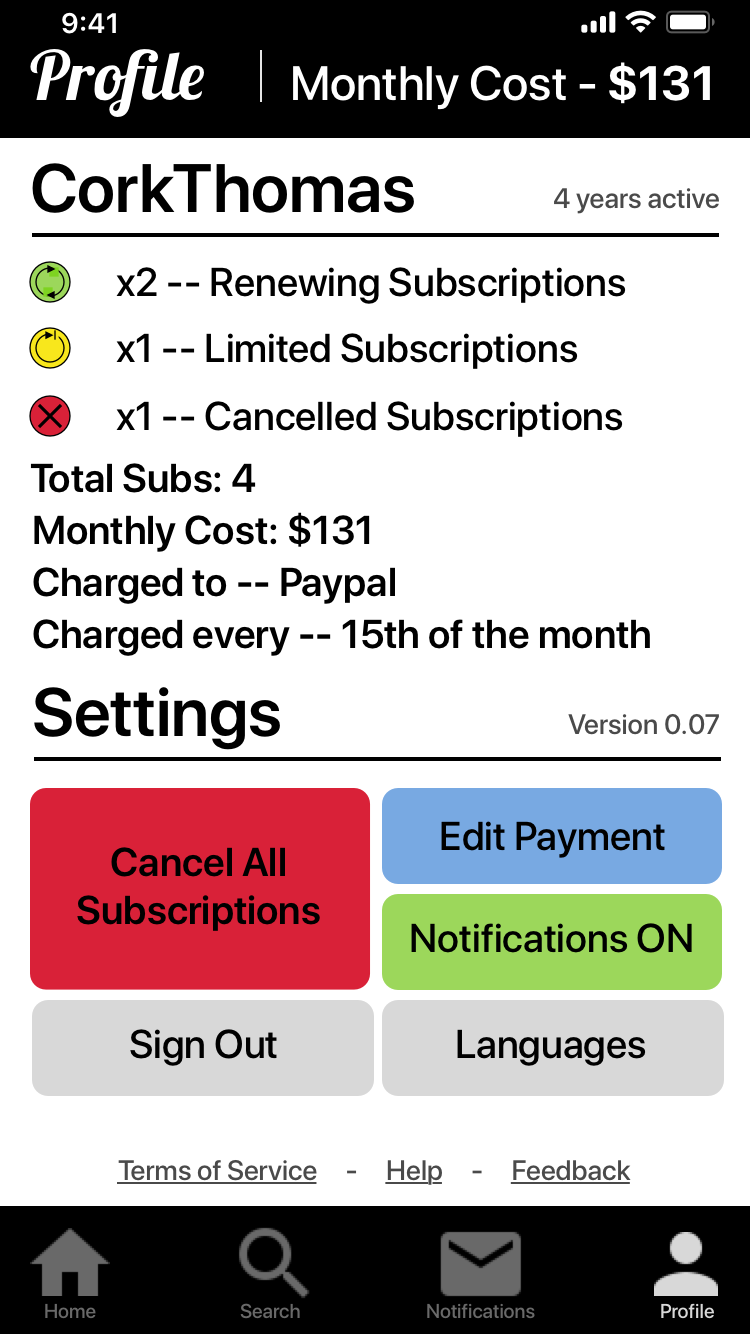 9:41
Profile
Monthly Cost - $131
CorkThomas
4 years active
x2 -- Renewing Subscriptions
x1 -- Limited Subscriptions
x1 -- Cancelled Subscriptions
Total Subs: 4
Monthly Cost: $131
Charged to -- Paypal
Charged every -- 15th of the month
Settings
Version 0.07
Cancel All
Subscriptions
Edit Payment
Notifications ON
Sign Out
Languages
Terms of Service - Help - Feedback
Home
Search
Notifications
Profile